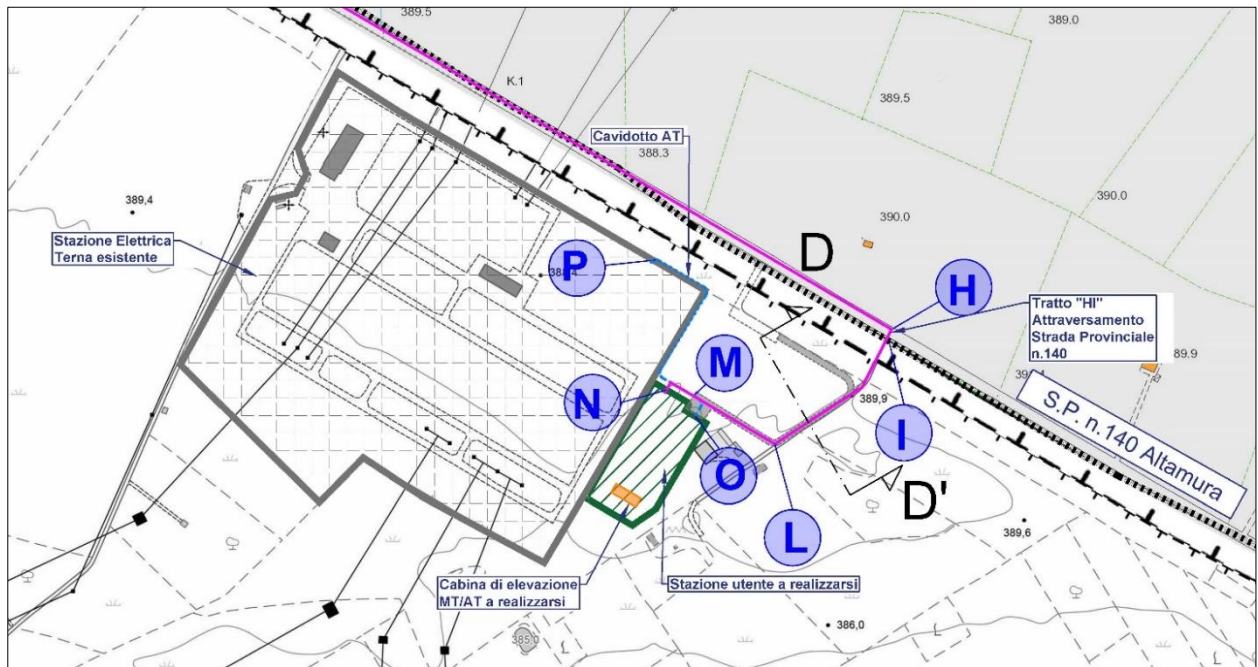 389.5
389.0
K.1
389.5
Cavidotto AT
388.3
390.0
389,4
390.0
Stazione Elettrica
Terna esistente
D
P
H
Tratto "HI"
Attraversamento
Strada Provinciale
n.140
M
389,9
N
I
S.P. n.140 Altamura
O
D'
L
389,6
Cabina di elevazione
MT/AT a realizzarsi
Stazione utente a realizzarsi
385,0
386,0